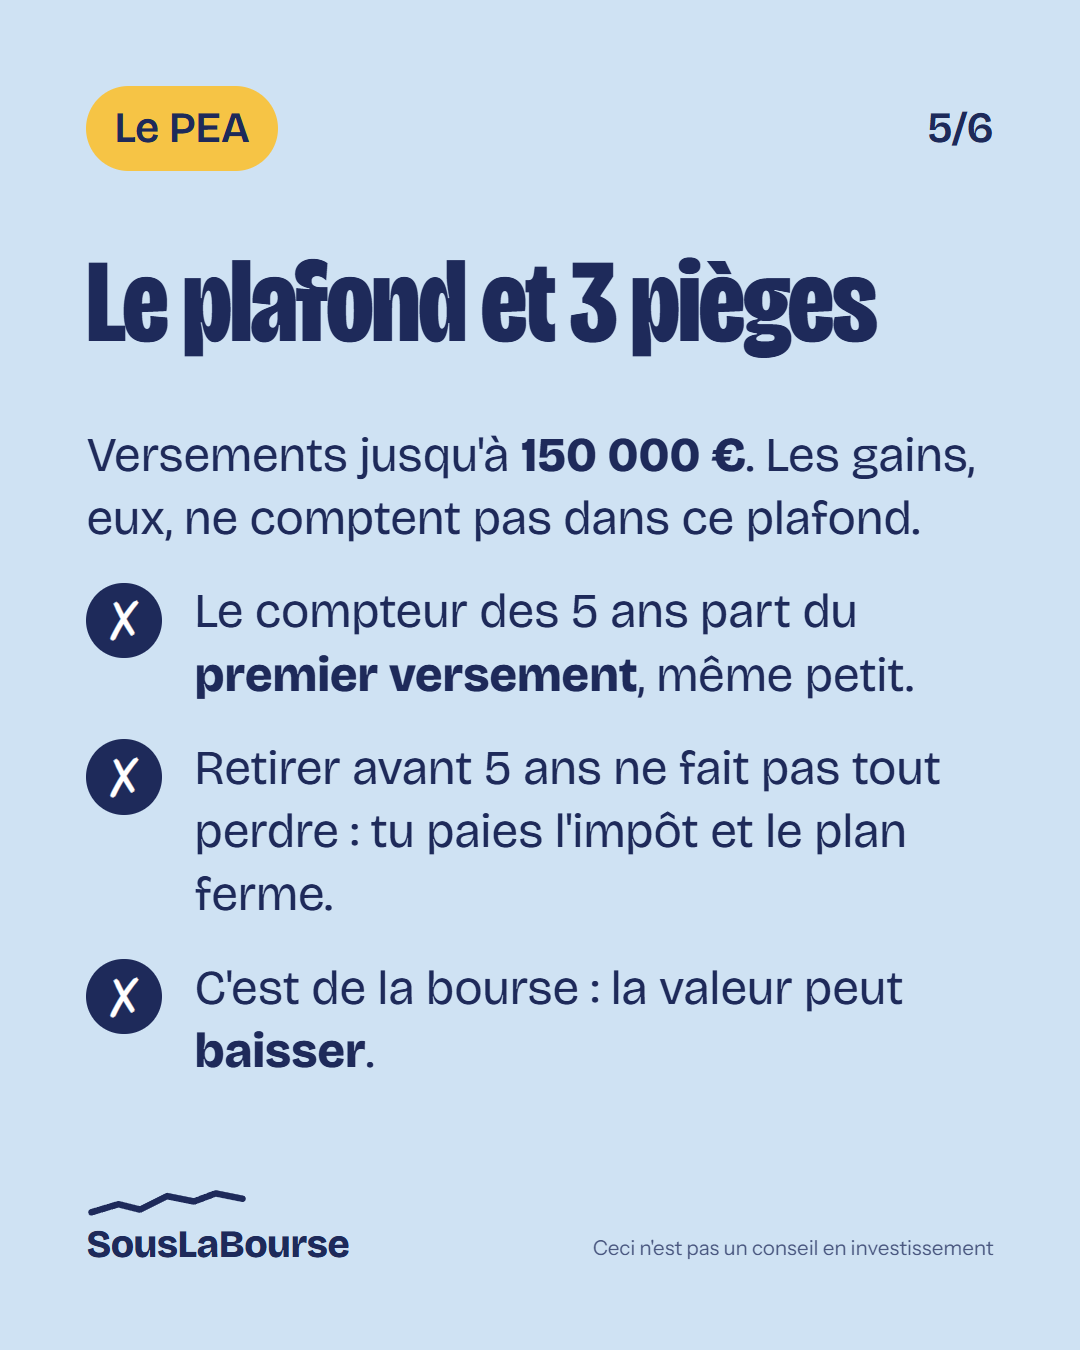 Le PEA
5/6
Le plafond et 3 pièges
Versements jusqu'à 150 000 €. Les gains,
eux, ne comptent pas dans ce plafond.
✗ Le compteur des 5 ans part du
premier versement, même petit.
✗ Retirer avant 5 ans ne fait pas tout
perdre : tu paies l'impôt et le plan
ferme.
✗ C'est de la bourse : la valeur peut
baisser.
SousLaBourse
Ceci n'est pas un conseil en investissement